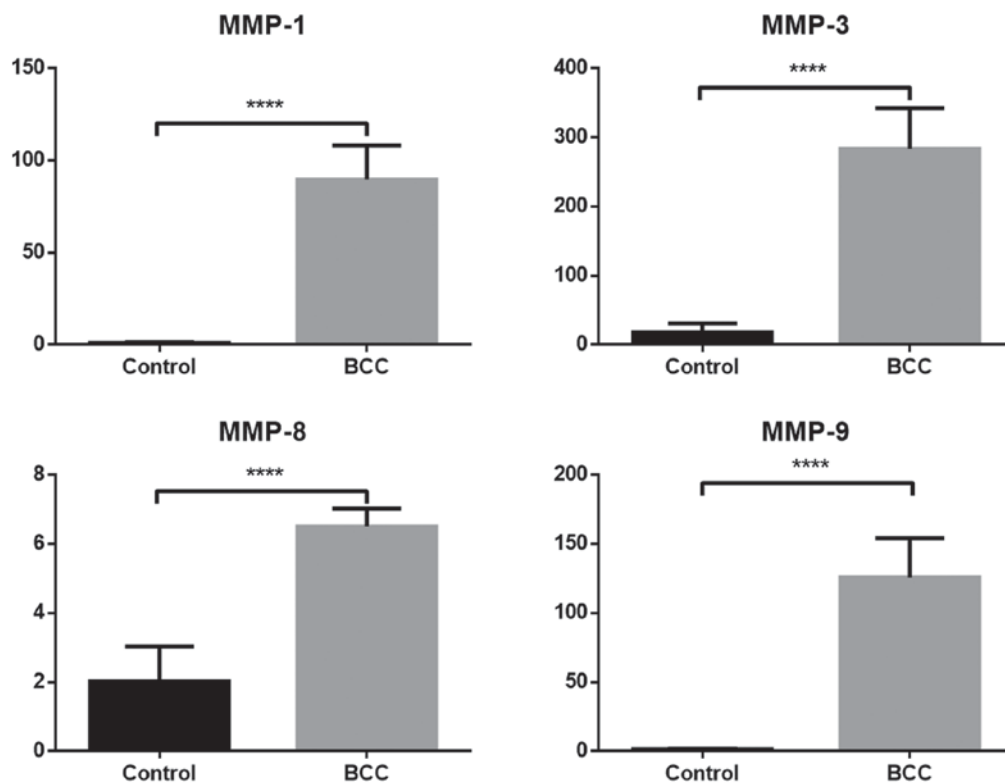 MMP-1
150
100
50
0
****
Control BCC
MMP-3
400
300
200
100
0
****
Control BCC
MMP-8
8
6
4
2
0
****
Control BCC
MMP-9
200
150
100
50
0
****
Control BCC